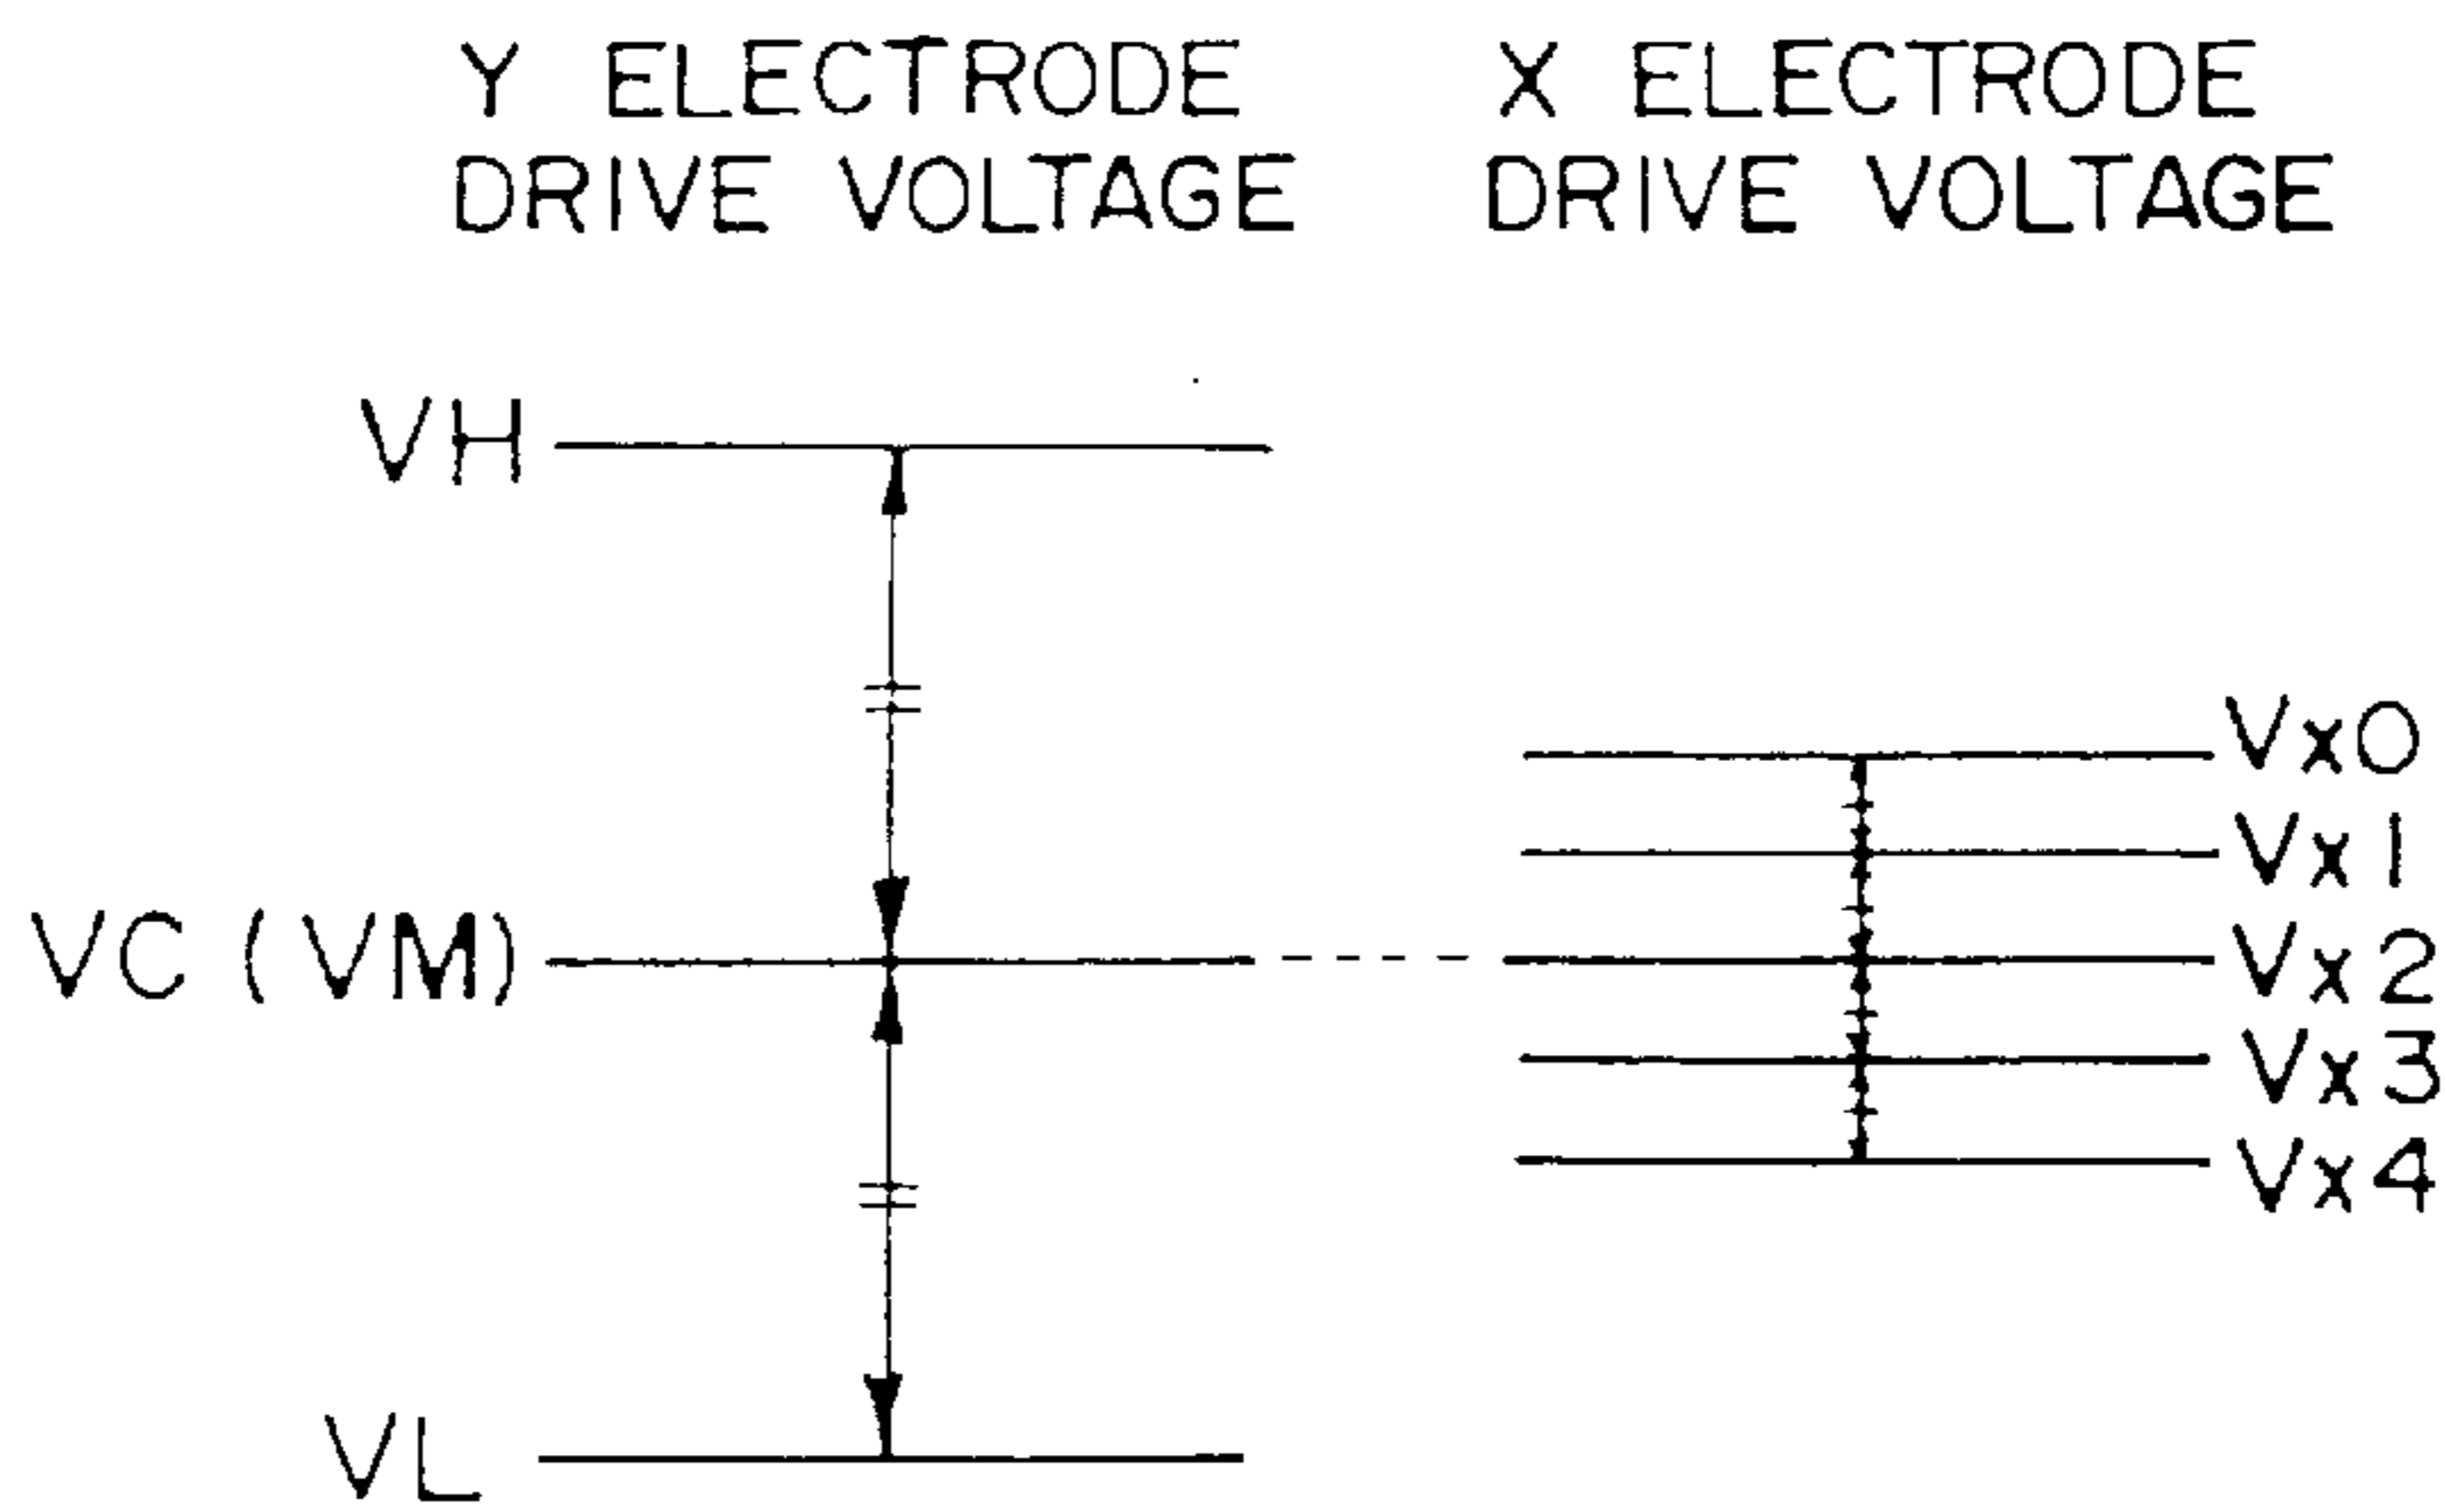 Y ELECTRODE
DRIVE VOLTAGE
X ELECTRODE
DRIVE VOLTAGE
VH
VC (VM)
VL
Vx0
Vx1
Vx2
Vx3
Vx4